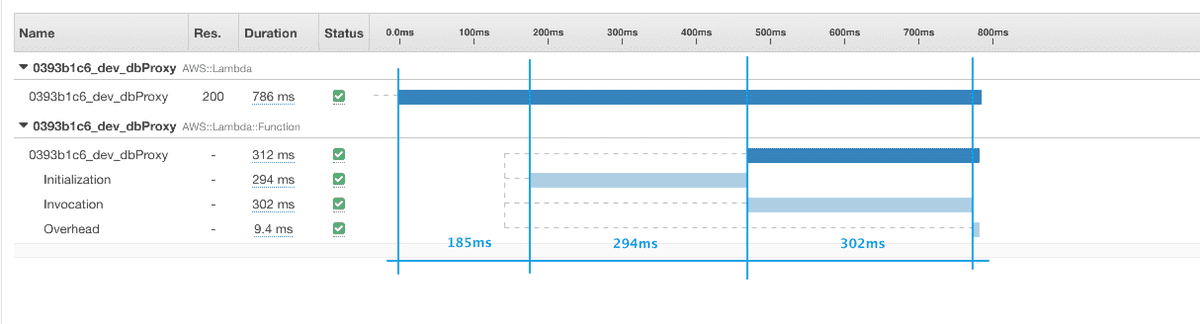 Name Res. Duration Status 0.0ms 100ms 200ms 300ms 400ms 500ms 600ms 700ms 800ms
0393b1c6_dev_dbProxy AWS::Lambda
0393b1c6_dev_dbProxy 200 786 ms
0393b1c6_dev_dbProxy AWS::Lambda::Function
0393b1c6_dev_dbProxy - 312 ms
Initialization - 294 ms
Invocation - 302 ms
Overhead - 9.4 ms
185ms 294ms 302ms